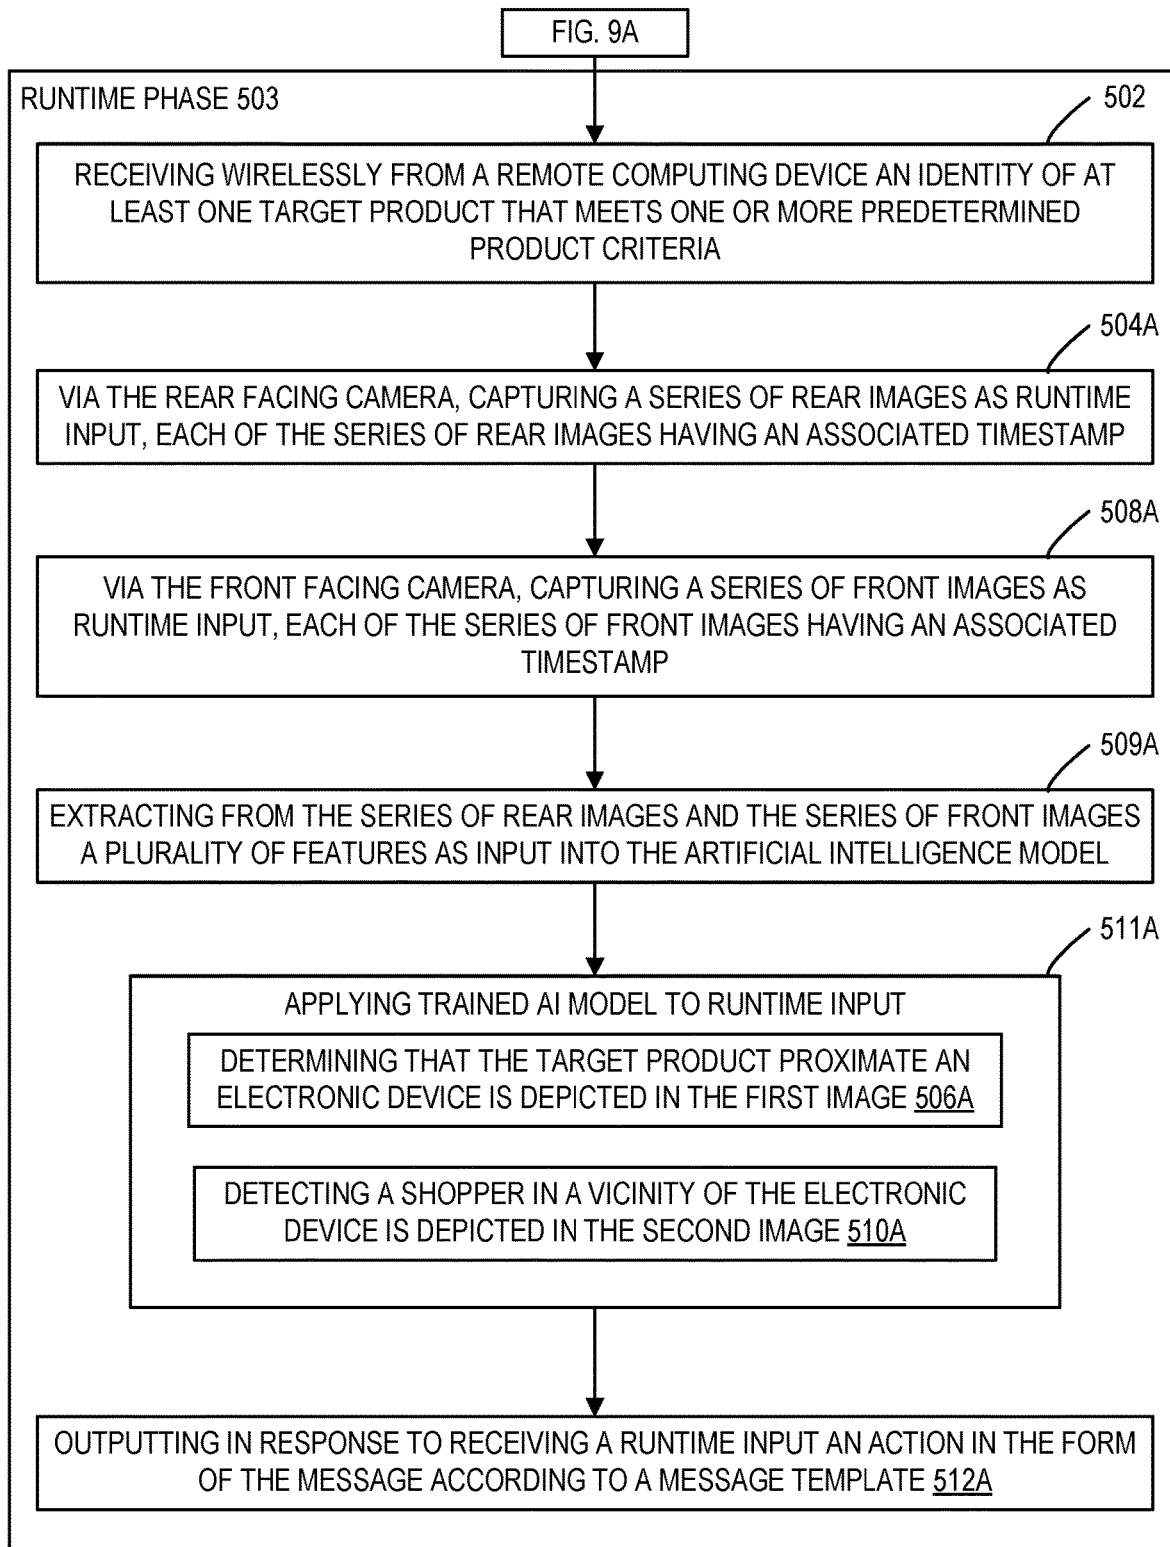 FIG. 9A
RUNTIME PHASE 503
502
RECEIVING WIRELESSLY FROM A REMOTE COMPUTING DEVICE AN IDENTITY OF AT
LEAST ONE TARGET PRODUCT THAT MEETS ONE OR MORE PREDETERMINED
PRODUCT CRITERIA
504A
VIA THE REAR FACING CAMERA, CAPTURING A SERIES OF REAR IMAGES AS RUNTIME
INPUT, EACH OF THE SERIES OF REAR IMAGES HAVING AN ASSOCIATED TIMESTAMP
508A
VIA THE FRONT FACING CAMERA, CAPTURING A SERIES OF FRONT IMAGES AS
RUNTIME INPUT, EACH OF THE SERIES OF FRONT IMAGES HAVING AN ASSOCIATED
TIMESTAMP
509A
EXTRACTING FROM THE SERIES OF REAR IMAGES AND THE SERIES OF FRONT IMAGES
A PLURALITY OF FEATURES AS INPUT INTO THE ARTIFICIAL INTELLIGENCE MODEL
511A
APPLYING TRAINED AI MODEL TO RUNTIME INPUT
DETERMINING THAT THE TARGET PRODUCT PROXIMATE AN
ELECTRONIC DEVICE IS DEPICTED IN THE FIRST IMAGE 506A
DETECTING A SHOPPER IN A VICINITY OF THE ELECTRONIC
DEVICE IS DEPICTED IN THE SECOND IMAGE 510A
OUTPUTTING IN RESPONSE TO RECEIVING A RUNTIME INPUT AN ACTION IN THE FORM
OF THE MESSAGE ACCORDING TO A MESSAGE TEMPLATE 512A